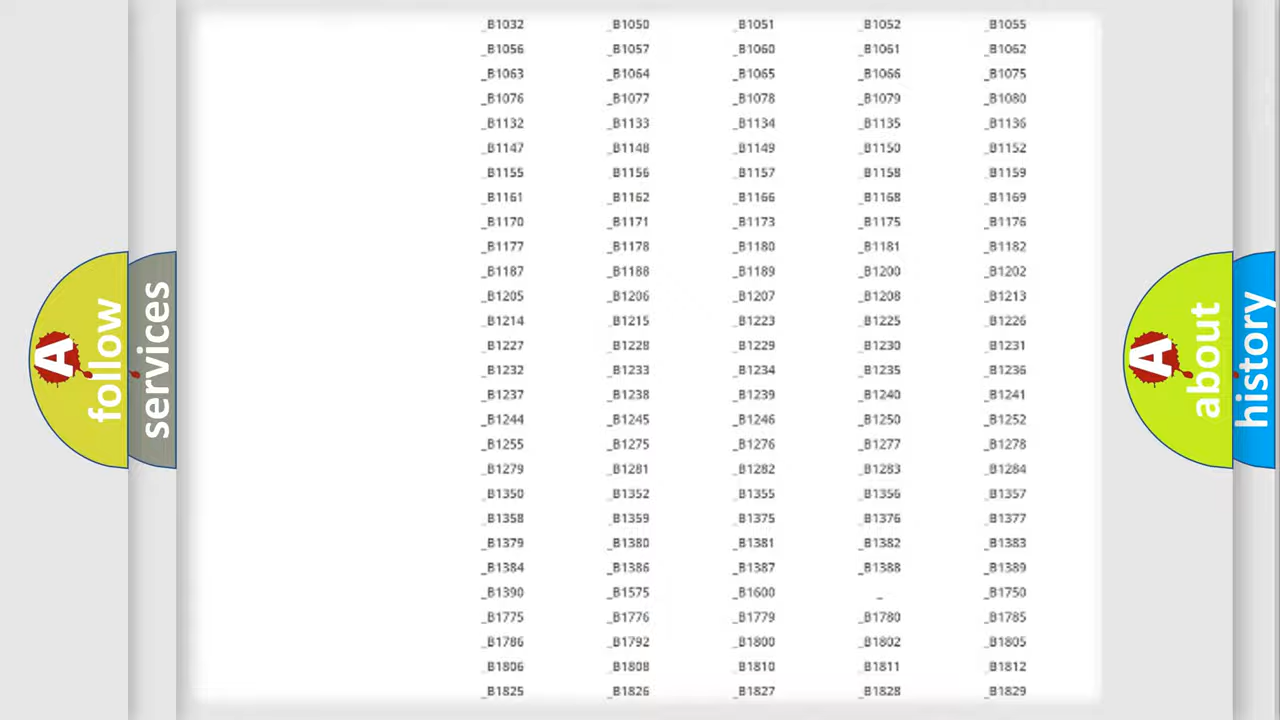 _B1032 _B1050 _B1051 _B1052 _B1055
_B1056 _B1057 _B1060 _B1061 _B1062
_B1063 _B1064 _B1065 _B1066 _B1075
_B1076 _B1077 _B1078 _B1079 _B1080
_B1132 _B1133 _B1134 _B1135 _B1136
_B1147 _B1148 _B1149 _B1150 _B1152
_B1155 _B1156 _B1157 _B1158 _B1159
_B1161 _B1162 _B1166 _B1168 _B1169
_B1170 _B1171 _B1173 _B1175 _B1176
_B1177 _B1178 _B1180 _B1181 _B1182
_B1187 _B1188 _B1189 _B1200 _B1202
_B1205 _B1206 _B1207 _B1208 _B1213
_B1214 _B1215 _B1223 _B1225 _B1226
_B1227 _B1228 _B1229 _B1230 _B1231
_B1232 _B1233 _B1234 _B1235 _B1236
_B1237 _B1238 _B1239 _B1240 _B1241
_B1244 _B1245 _B1246 _B1250 _B1252
_B1255 _B1275 _B1276 _B1277 _B1278
_B1279 _B1281 _B1282 _B1283 _B1284
_B1350 _B1352 _B1355 _B1356 _B1357
_B1358 _B1359 _B1375 _B1376 _B1377
_B1379 _B1380 _B1381 _B1382 _B1383
_B1384 _B1386 _B1387 _B1388 _B1389
_B1390 _B1575 _B1600 _ _B1750
_B1775 _B1776 _B1779 _B1780 _B1785
_B1786 _B1792 _B1800 _B1802 _B1805
_B1806 _B1808 _B1810 _B1811 _B1812
_B1825 _B1826 _B1827 _B1828 _B1829
A follow
services
A about
history